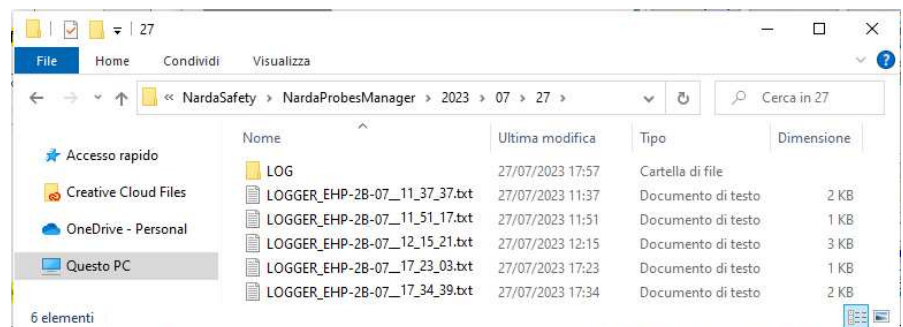 27
File Home Condividi Visualizza
« NardaSafety › NardaProbesManager › 2023 › 07 › 27 › Cerca in 27
Nome Ultima modifica Tipo Dimensione
Accesso rapido
Creative Cloud Files
OneDrive - Personal
Questo PC
LOG 27/07/2023 17:57 Cartella di file
LOGGER_EHP-2B-07__11_37_37.txt 27/07/2023 11:37 Documento di testo 2 KB
LOGGER_EHP-2B-07__11_51_17.txt 27/07/2023 11:51 Documento di testo 1 KB
LOGGER_EHP-2B-07__12_15_21.txt 27/07/2023 12:15 Documento di testo 3 KB
LOGGER_EHP-2B-07__17_23_03.txt 27/07/2023 17:23 Documento di testo 1 KB
LOGGER_EHP-2B-07__17_34_39.txt 27/07/2023 17:34 Documento di testo 2 KB
6 elementi